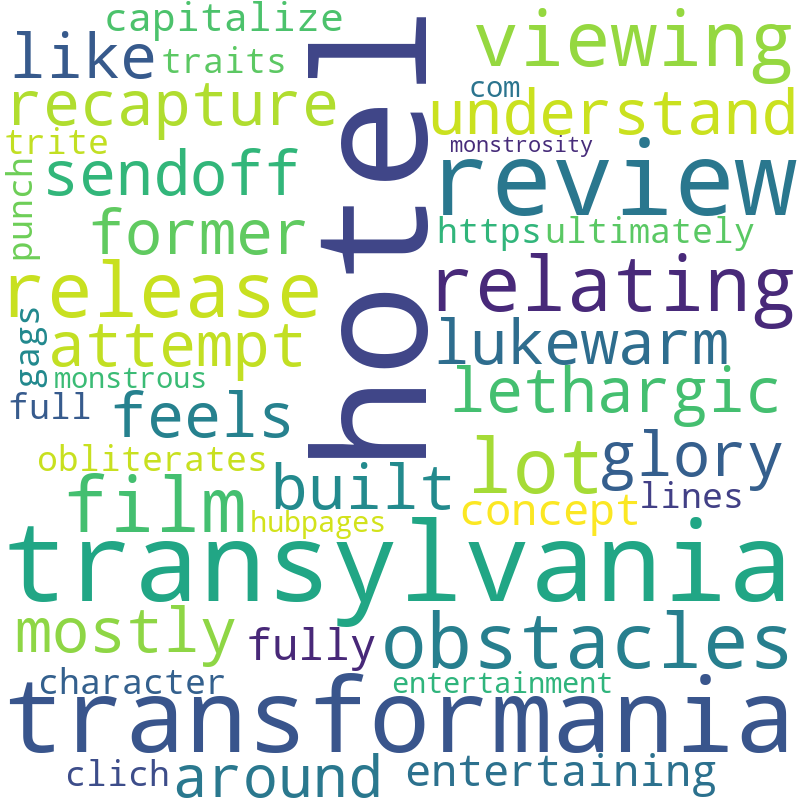 capitalize
like
traits
viewing
com
recapture
understand
trite
monstrosity
hotel
punch
sendoff
review
former
https
ultimately
release
relating
gags
attempt
lukewarm
monstrous
full
feels
lethargic
obliterates
lot
glory
built
film
hubpages
concept
lines
transylvania
mostly
fully
obstacles
character
entertainment
transformania
clich
around
entertaining